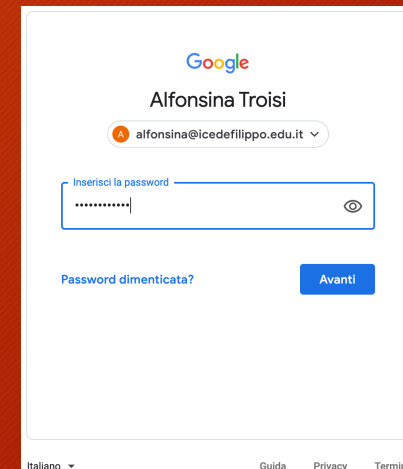 Google
Alfonsina Troisi
A alfonsina@icedefilippo.edu.it
Inserisci la password
••••••••••••
Password dimenticata?
Avanti
Italiano
Guida Privacy